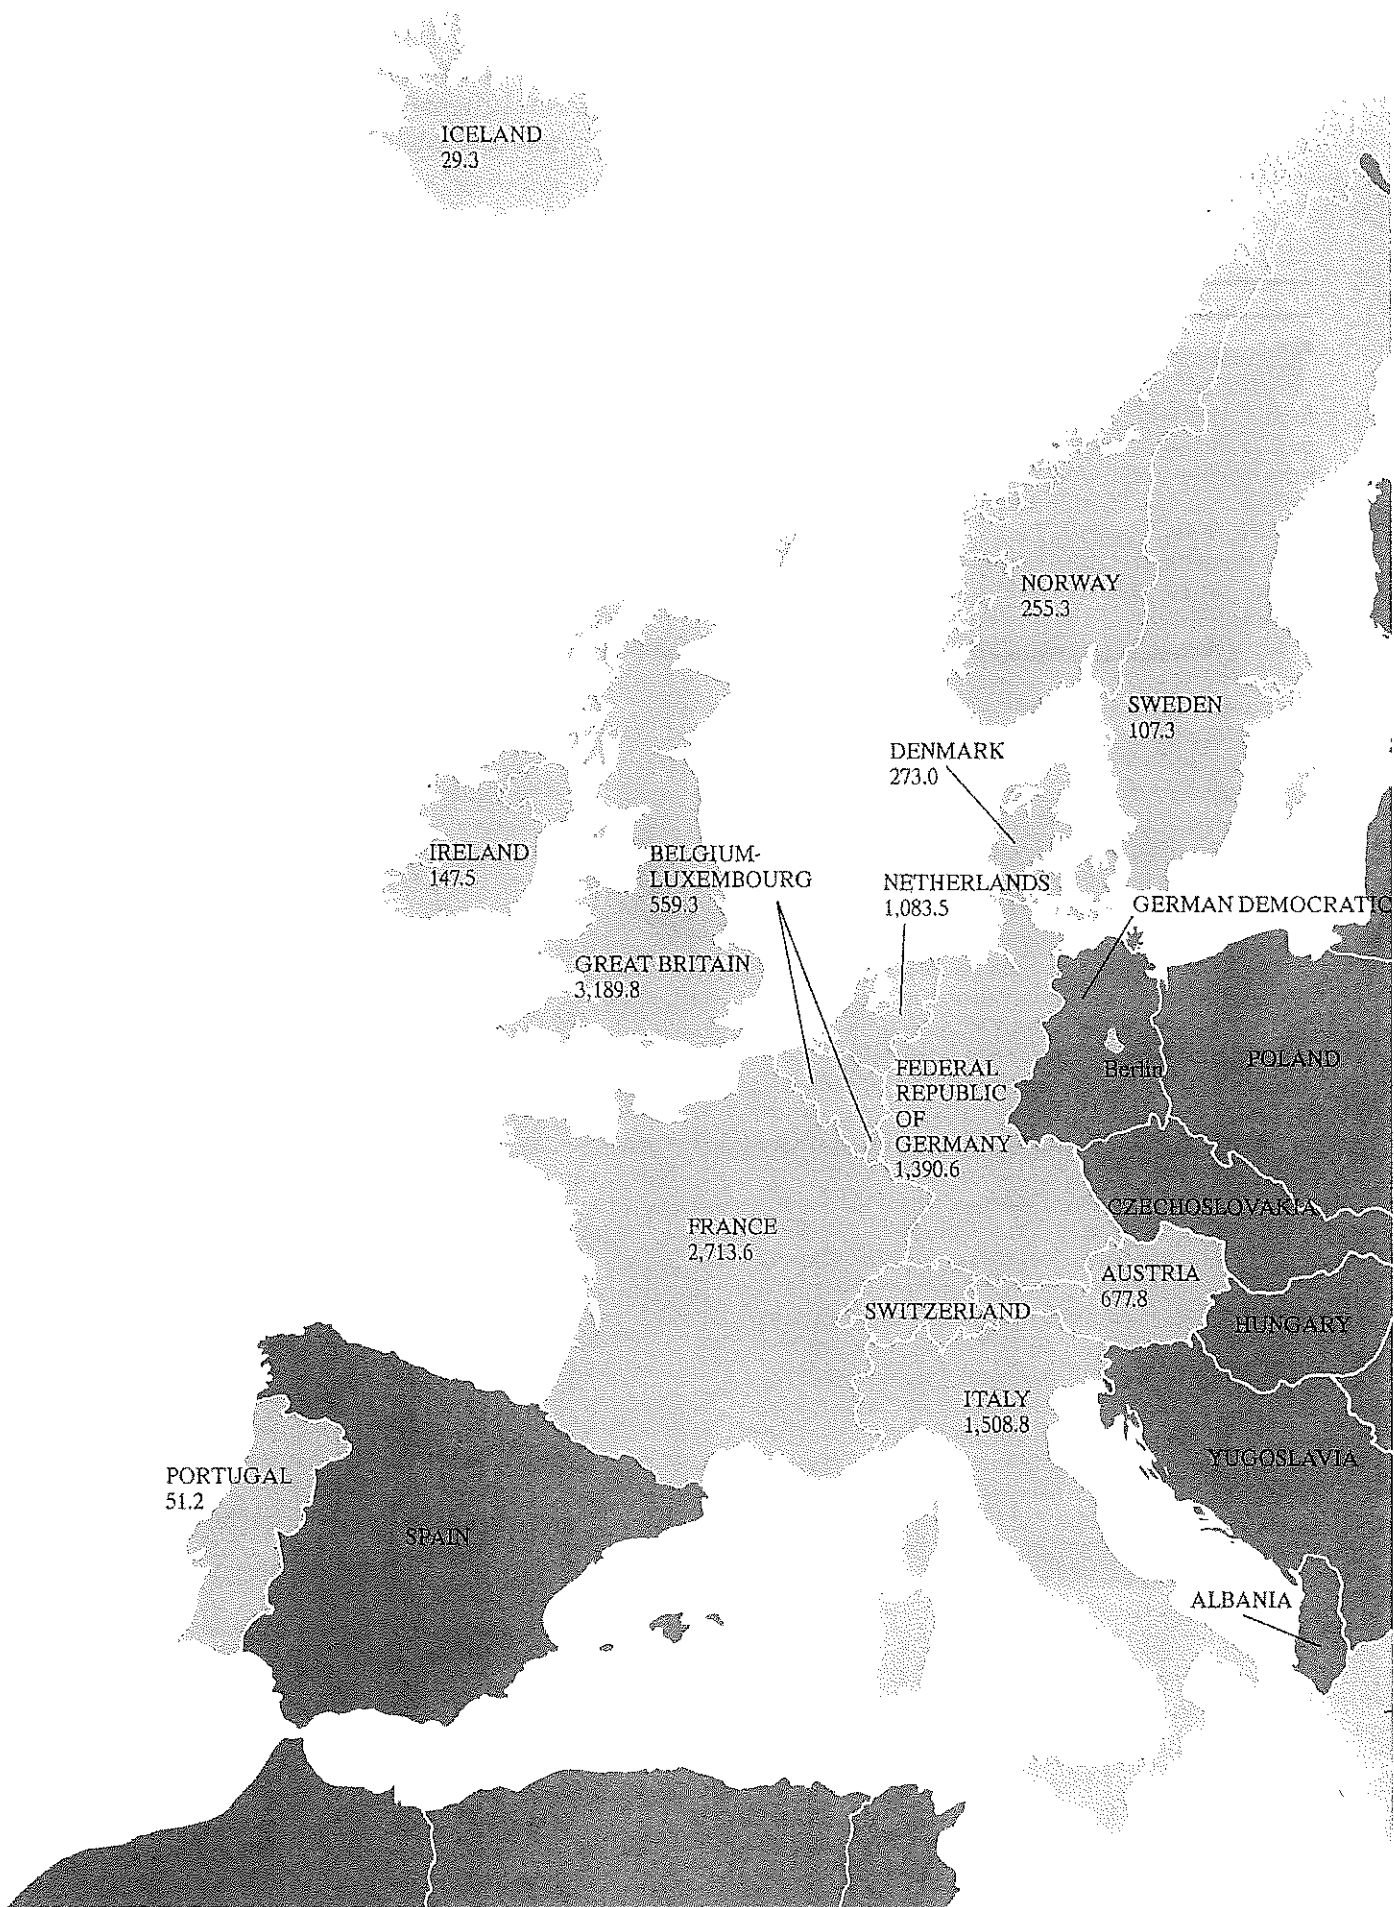 ICELAND
29.3
NORWAY
255.3
SWEDEN
107.3
DENMARK
273.0
IRELAND
147.5
BELGIUM-
LUXEMBOURG
559.3
NETHERLANDS
1,083.5
GERMAN DEMOCRATIC
GREAT BRITAIN
3,189.8
FEDERAL
REPUBLIC
OF
GERMANY
1,390.6
Berlin
POLAND
CZECHOSLOVAKIA
FRANCE
2,713.6
AUSTRIA
677.8
SWITZERLAND
HUNGARY
ITALY
1,508.8
YUGOSLAVIA
PORTUGAL
51.2
SPAIN
ALBANIA